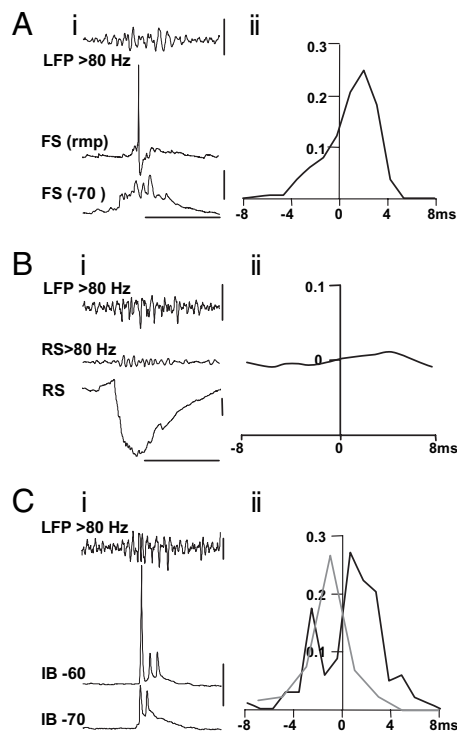 A
i
ii
LFP >80 Hz
FS (rmp)
FS (-70 )
0.3
0.2
0.1
-8 -4 0 4 8ms
B
i
ii
LFP >80 Hz
RS>80 Hz
RS
0.1
0
-8 0 8ms
C
i
ii
LFP >80 Hz
IB -60
IB -70
0.3
0.2
0.1
-8 -4 0 4 8ms